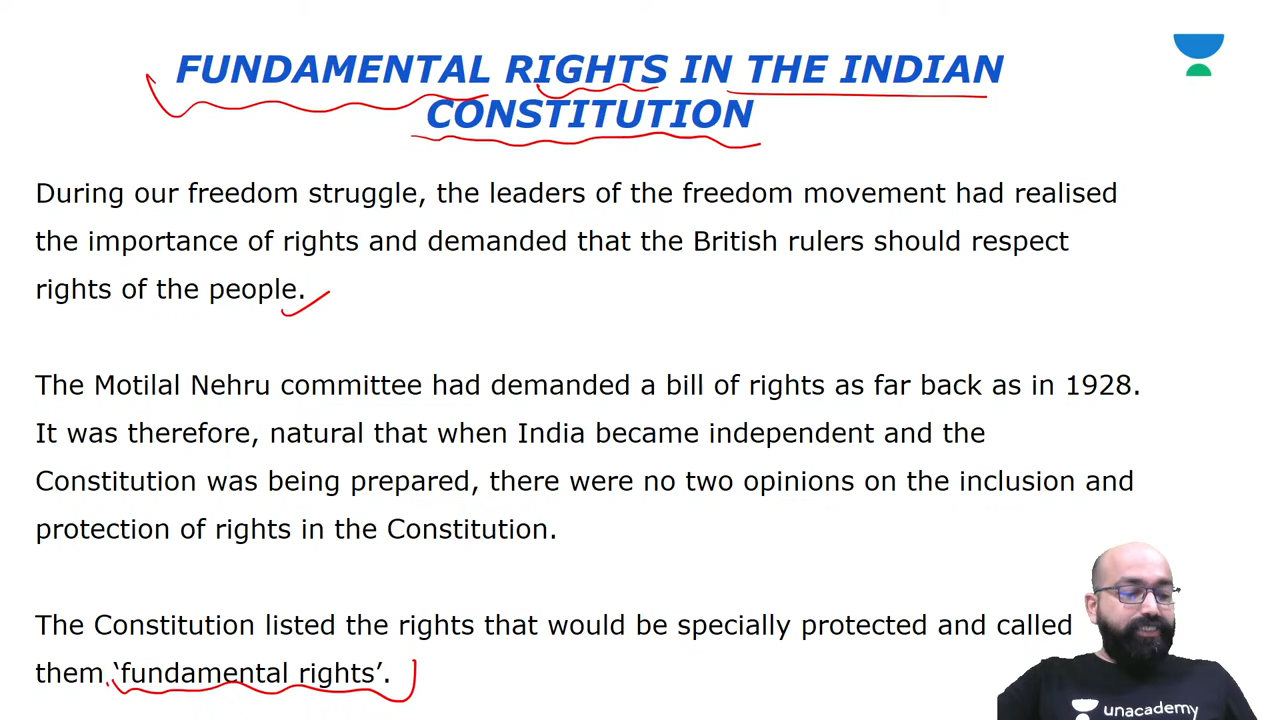 FUNDAMENTAL RIGHTS IN THE INDIAN
CONSTITUTION
During our freedom struggle, the leaders of the freedom movement had realised
the importance of rights and demanded that the British rulers should respect
rights of the people.
The Motilal Nehru committee had demanded a bill of rights as far back as in 1928.
It was therefore, natural that when India became independent and the
Constitution was being prepared, there were no two opinions on the inclusion and
protection of rights in the Constitution.
The Constitution listed the rights that would be specially protected and called
them ‘fundamental rights’.
unacademy